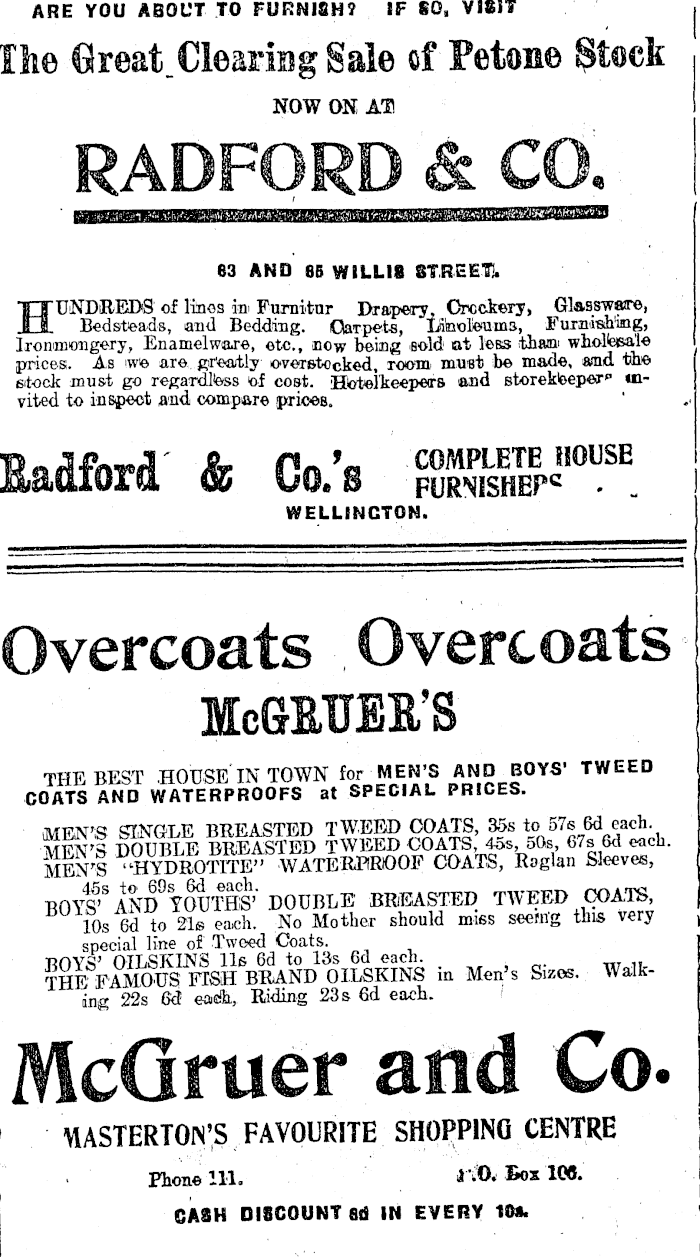 ARE YOU ABOUT TO FURNISH? IF SO, VISIT
The Great Clearing Sale of Petone Stock
NOW ON AT
RADFORD & CO.
63 AND 65 WILLIS STREET.
HUNDREDS of lines in Furnitur Drapery, Crockery, Glassware,
Bedsteads, and Bedding. Carpets, Linoleums, Furnishing,
Ironmongery, Enamelware, etc., now being sold at less than wholesale
prices. As we are greatly overstocked, room must be made, and the
stock must go regardless of cost. Hotelkeepers and storekeepers in-
vited to inspect and compare prices.
Radford & Co.'s COMPLETE HOUSE
FURNISHERS
WELLINGTON.
Overcoats Overcoats
McGRUER'S
THE BEST HOUSE IN TOWN for MEN'S AND BOYS' TWEED
COATS AND WATERPROOFS at SPECIAL PRICES.
MEN'S SINGLE BREASTED TWEED COATS, 35s to 57s 6d each.
MEN'S DOUBLE BREASTED TWEED COATS, 45s, 50s, 67s 6d each.
MEN'S "HYDROTITE" WATERPROOF COATS, Raglan Sleeves,
45s to 69s 6d each.
BOYS' AND YOUTHS' DOUBLE BREASTED TWEED COATS,
10s 6d to 21s each. No Mother should miss seeing this very
special line of Tweed Coats.
BOYS' OILSKINS 11s 6d to 13s 6d each.
THE FAMOUS FISH BRAND OILSKINS in Men's Sizes. Walk-
ing 22s 6d each, Riding 23s 6d each.
McGruer and Co.
MASTERTON'S FAVOURITE SHOPPING CENTRE
Phone 111. P.O. Box 106.
CASH DISCOUNT 6d IN EVERY 10s.